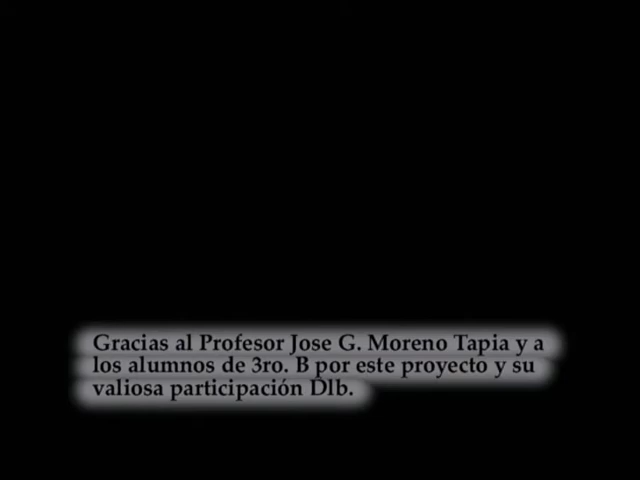 Gracias al Profesor Jose G. Moreno Tapia y a
los alumnos de 3ro. B por este proyecto y su
valiosa participación Dlb.